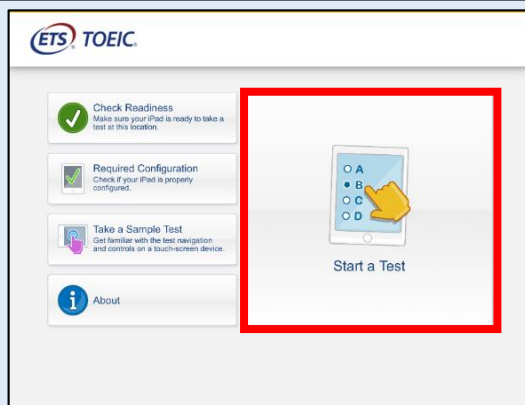 ETS TOEIC.
Check Readiness
Make sure your iPad is ready to take a
test at this location.
Required Configuration
Check if your iPad is properly
configured.
Take a Sample Test
Get familiar with the test navigation
and controls on a touch-screen device.
i About
A
B
C
D
Start a Test